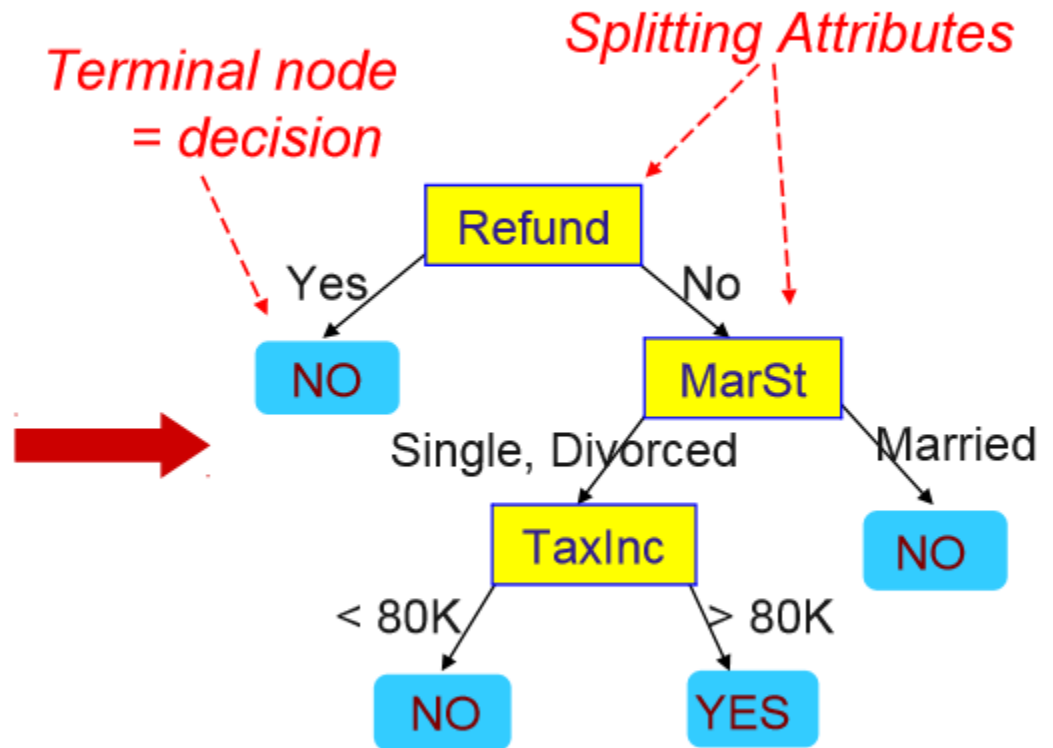 Splitting Attributes
Terminal node
= decision
Refund
Yes
No
NO
MarSt
Single, Divorced
Married
TaxInc
NO
< 80K
> 80K
NO
YES